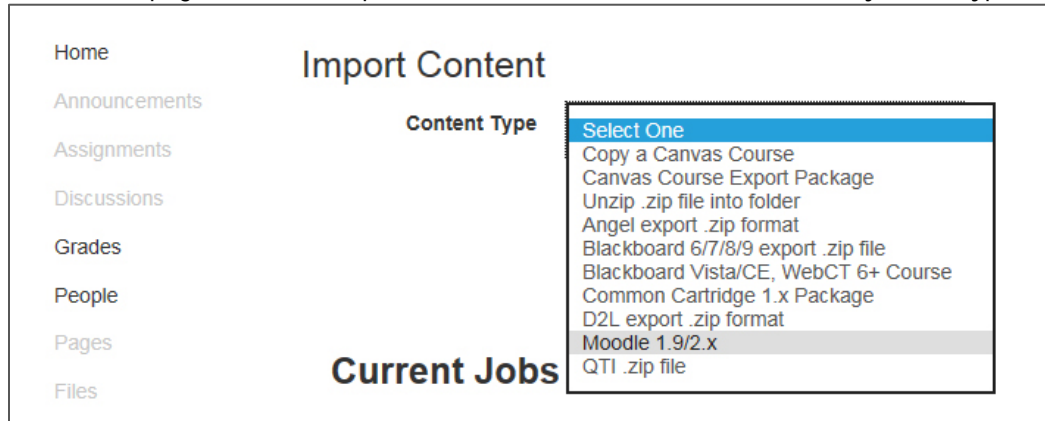 Home
Announcements
Assignments
Discussions
Grades
People
Pages
Files
Import Content
Content Type
Select One
Copy a Canvas Course
Canvas Course Export Package
Unzip .zip file into folder
Angel export .zip format
Blackboard 6/7/8/9 export .zip file
Blackboard Vista/CE, WebCT 6+ Course
Common Cartridge 1.x Package
D2L export .zip format
Moodle 1.9/2.x
QTI .zip file
Current Jobs